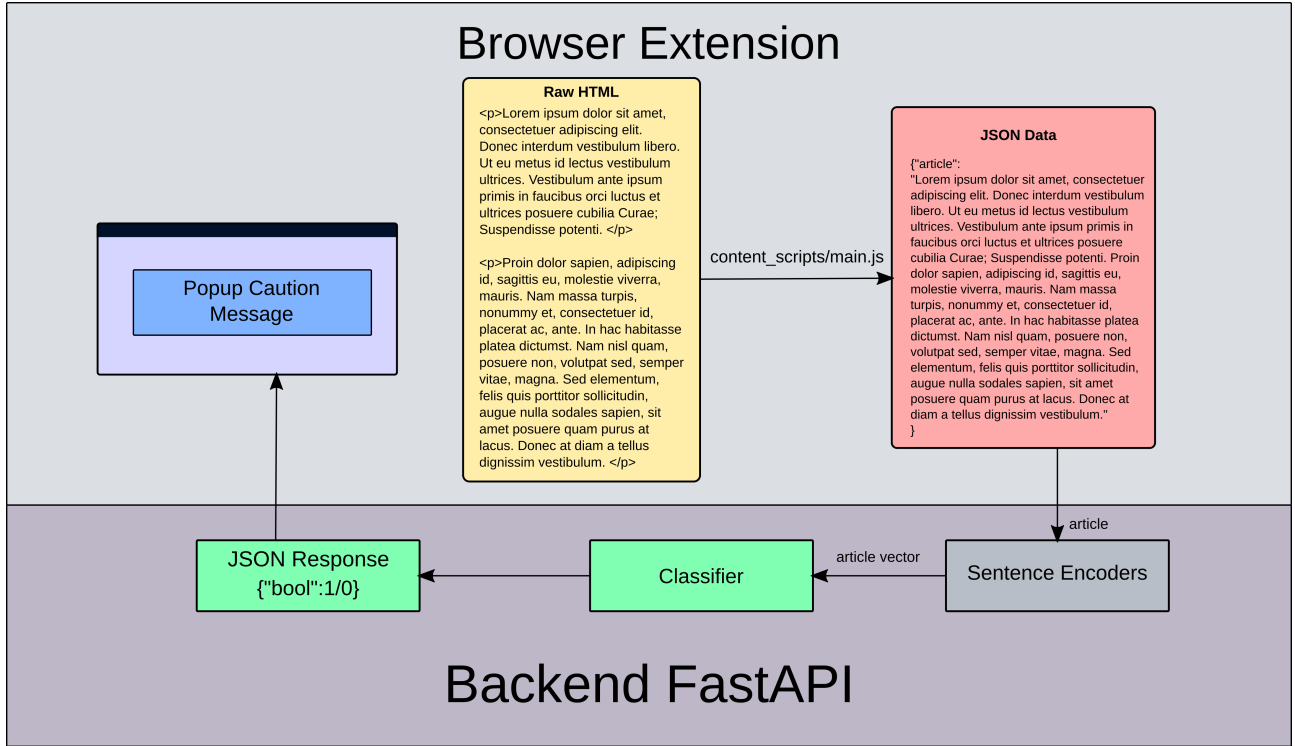 Browser Extension
Raw HTML
<p>Lorem ipsum dolor sit amet,
consectetuer adipiscing elit.
Donec interdum vestibulum libero.
Ut eu metus id lectus vestibulum
ultrices. Vestibulum ante ipsum
primis in faucibus orci luctus et
ultrices posuere cubilia Curae;
Suspendisse potenti. </p>
<p>Proin dolor sapien, adipiscing
id, sagittis eu, molestie viverra,
mauris. Nam massa turpis,
nonummy et, consectetuer id,
placerat ac, ante. In hac habitasse
platea dictumst. Nam nisl quam,
posuere non, volutpat sed, semper
vitae, magna. Sed elementum,
felis quis porttitor sollicitudin,
augue nulla sodales sapien, sit
amet posuere quam purus at
lacus. Donec at diam a tellus
dignissim vestibulum. </p>
content_scripts/main.js
JSON Data
{"article":
"Lorem ipsum dolor sit amet, consectetuer
adipiscing elit. Donec interdum vestibulum
libero. Ut eu metus id lectus vestibulum
ultrices. Vestibulum ante ipsum primis in
faucibus orci luctus et ultrices posuere
cubilia Curae; Suspendisse potenti. Proin
dolor sapien, adipiscing id, sagittis eu,
molestie viverra, mauris. Nam massa
turpis, nonummy et, consectetuer id,
placerat ac, ante. In hac habitasse platea
dictumst. Nam nisl quam, posuere non,
volutpat sed, semper vitae, magna. Sed
elementum, felis quis porttitor sollicitudin,
augue nulla sodales sapien, sit amet
posuere quam purus at lacus. Donec at
diam a tellus dignissim vestibulum."
}
Popup Caution
Message
article
Sentence Encoders
article vector
Classifier
JSON Response
{"bool":1/0}
Backend FastAPI